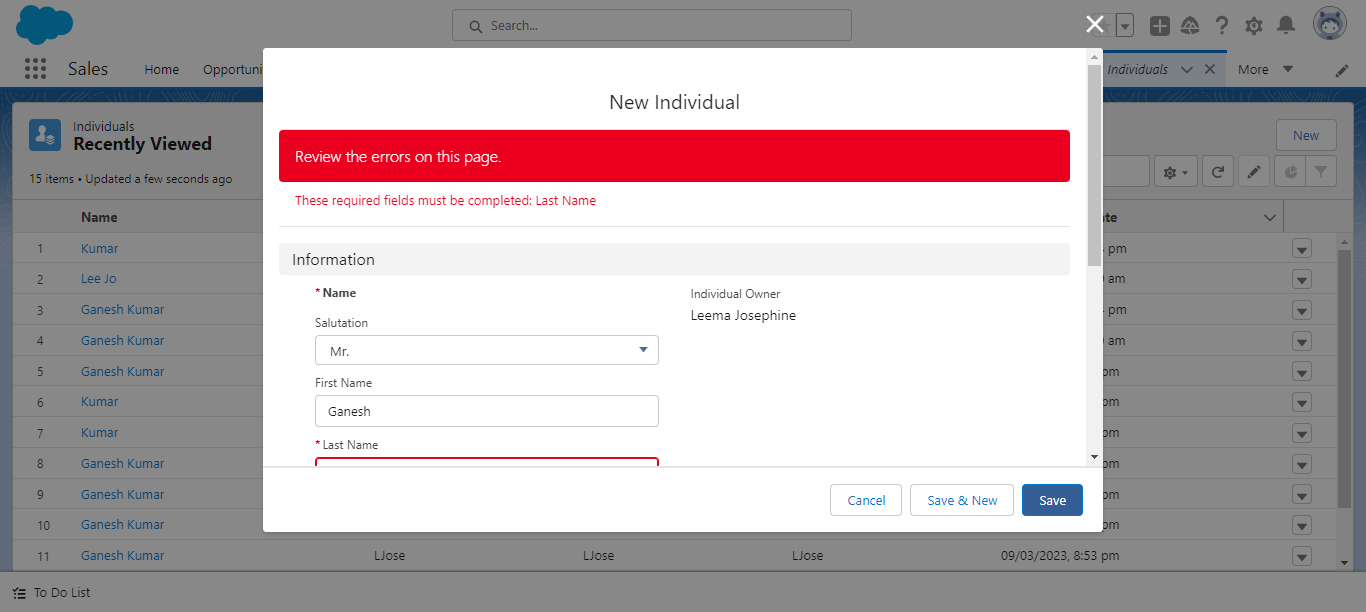 Search...
Sales
Home
Opportuni
Individuals
More
Individuals
Recently Viewed
15 items • Updated a few seconds ago
New
Name
New Individual
Review the errors on this page.
These required fields must be completed: Last Name
Information
* Name
Individual Owner
Leema Josephine
Salutation
Mr.
First Name
Ganesh
* Last Name
Cancel
Save & New
Save
ate
1 Kumar pm
2 Lee Jo am
3 Ganesh Kumar pm
4 Ganesh Kumar am
5 Ganesh Kumar pm
6 Kumar pm
7 Kumar pm
8 Ganesh Kumar pm
9 Ganesh Kumar pm
10 Ganesh Kumar pm
11 Ganesh Kumar LJose LJose LJose 09/03/2023, 8:53 pm
To Do List